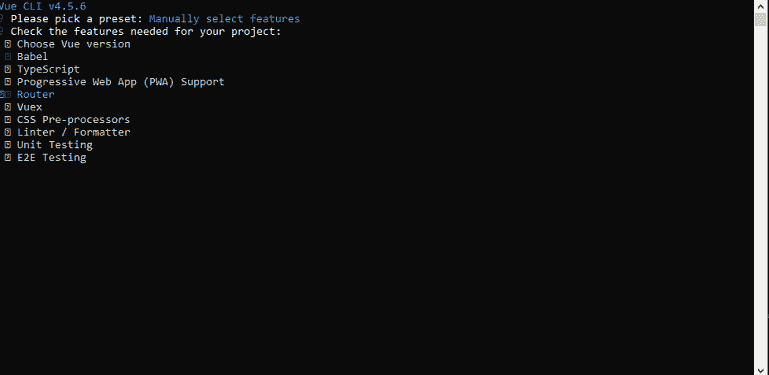 Vue CLI v4.5.6
Please pick a preset: Manually select features
Check the features needed for your project:
Choose Vue version
Babel
TypeScript
Progressive Web App (PWA) Support
Router
Vuex
CSS Pre-processors
Linter / Formatter
Unit Testing
E2E Testing